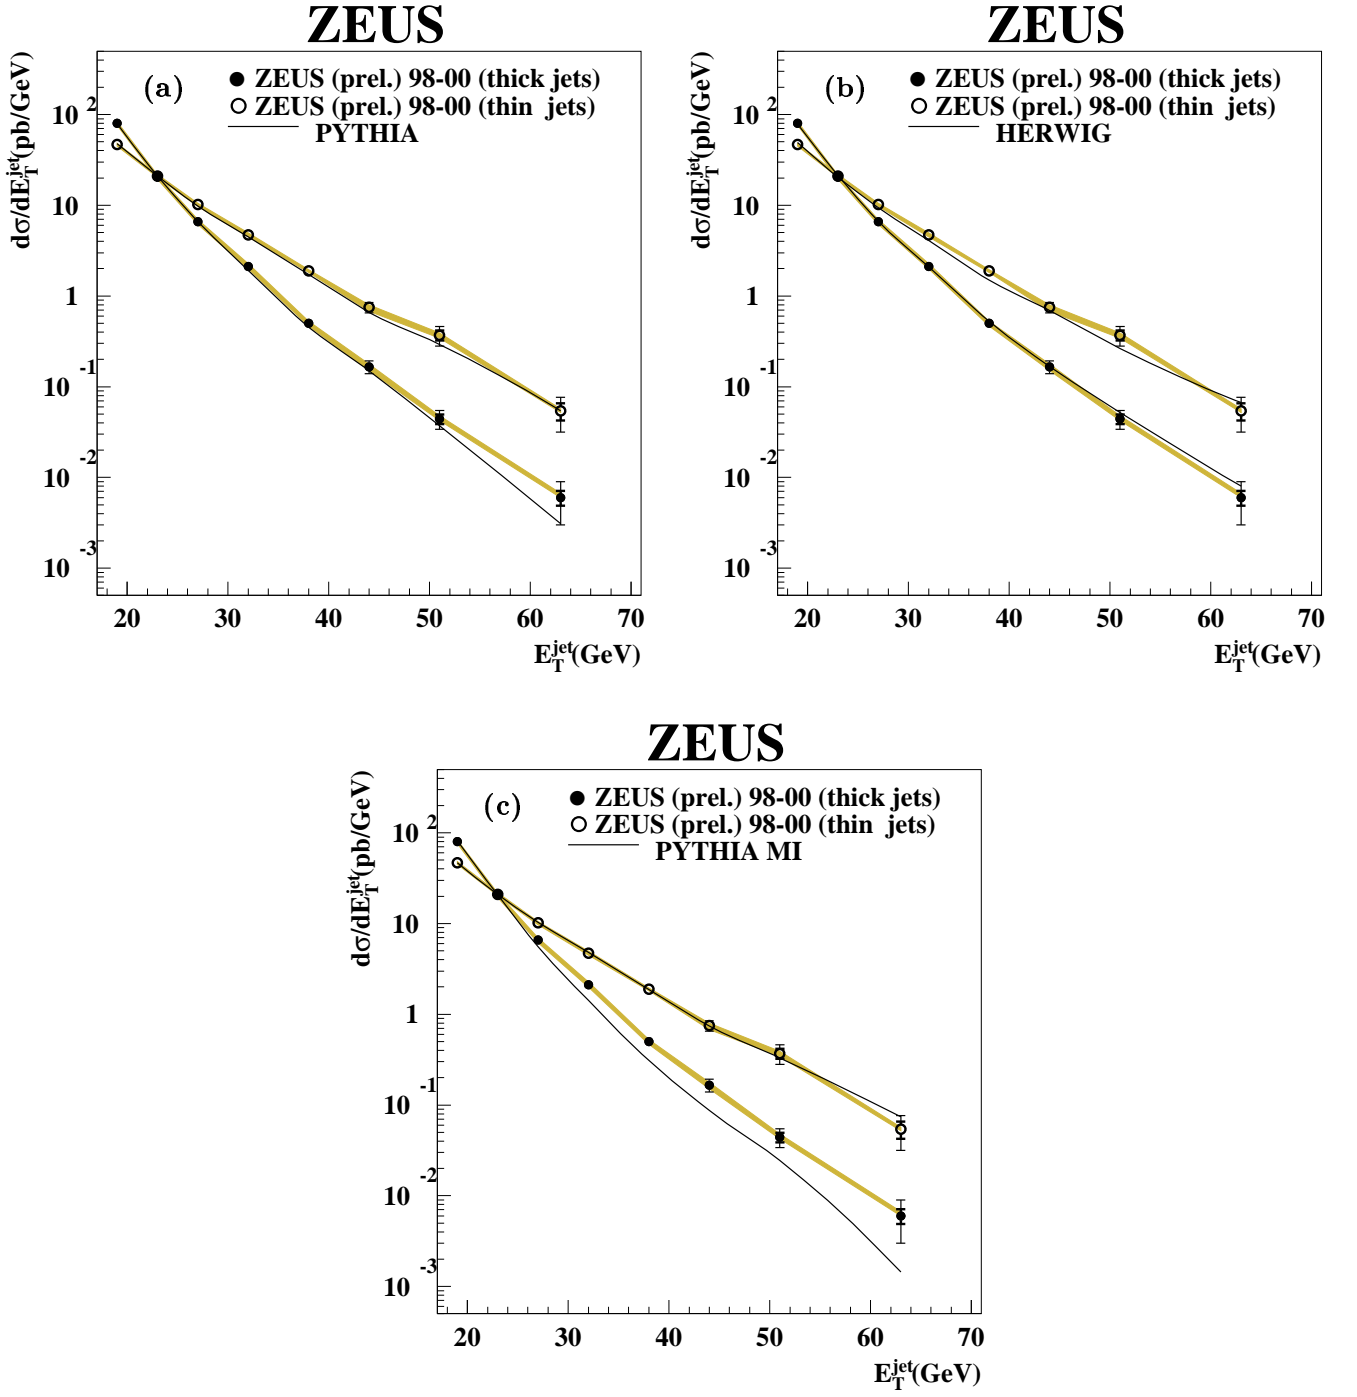 ZEUS
(a)
ZEUS (prel.) 98-00 (thick jets)
ZEUS (prel.) 98-00 (thin jets)
PYTHIA
dσ/dE_T^jet(pb/GeV)
10^2
10
1
10^-1
10^-2
10^-3
20 30 40 50 60 70
E_T^jet(GeV)
ZEUS
(b)
ZEUS (prel.) 98-00 (thick jets)
ZEUS (prel.) 98-00 (thin jets)
HERWIG
dσ/dE_T^jet(pb/GeV)
10^2
10
1
10^-1
10^-2
10^-3
20 30 40 50 60 70
E_T^jet(GeV)
ZEUS
(c)
ZEUS (prel.) 98-00 (thick jets)
ZEUS (prel.) 98-00 (thin jets)
PYTHIA MI
dσ/dE_T^jet(pb/GeV)
10^2
10
1
10^-1
10^-2
10^-3
20 30 40 50 60 70
E_T^jet(GeV)